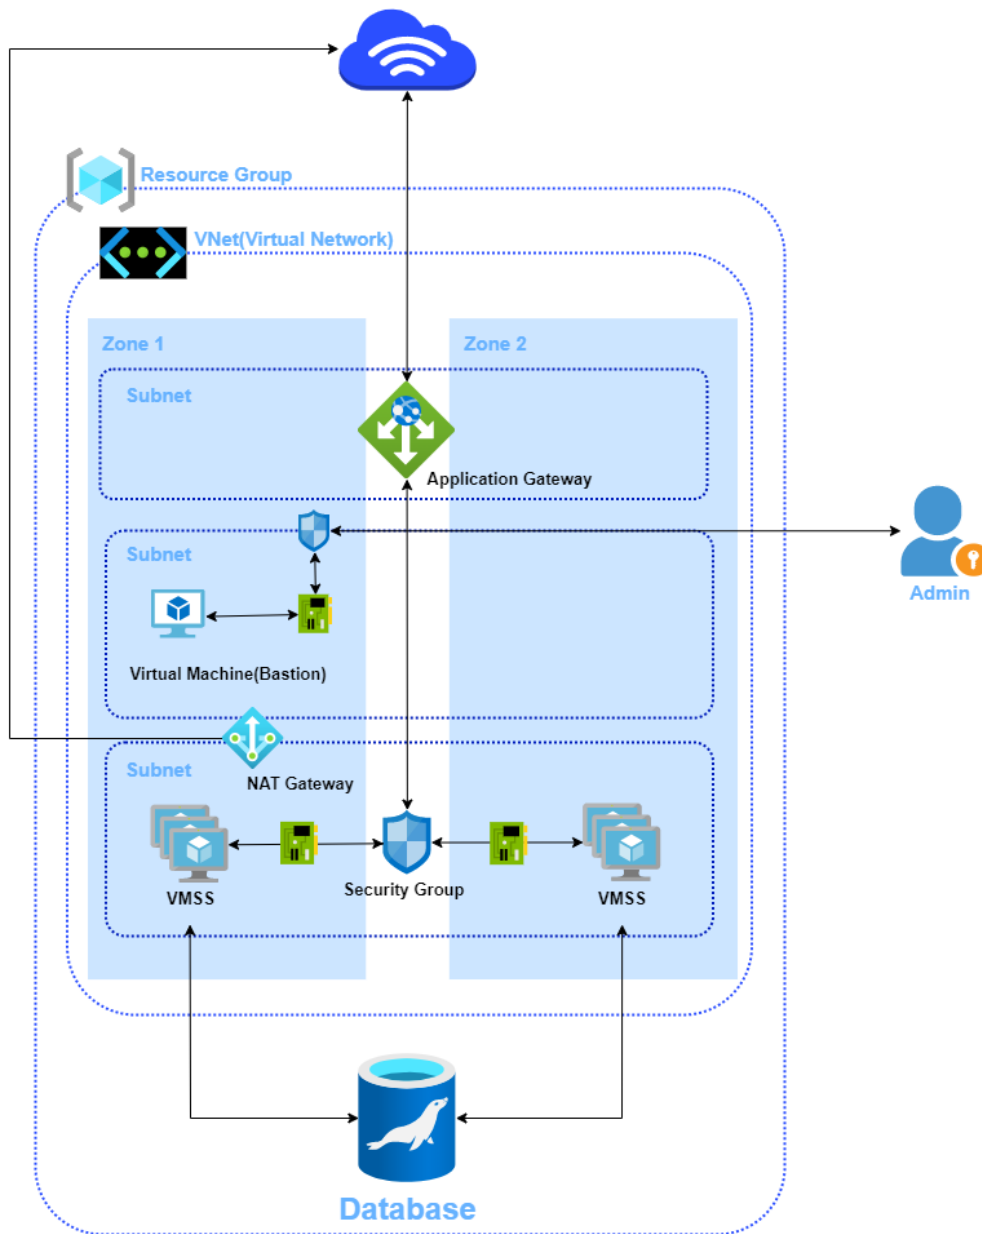 Resource Group
VNet(Virtual Network)
Zone 1
Zone 2
Subnet
Application Gateway
Subnet
Admin
Virtual Machine(Bastion)
Subnet
NAT Gateway
Security Group
VMSS
VMSS
Database